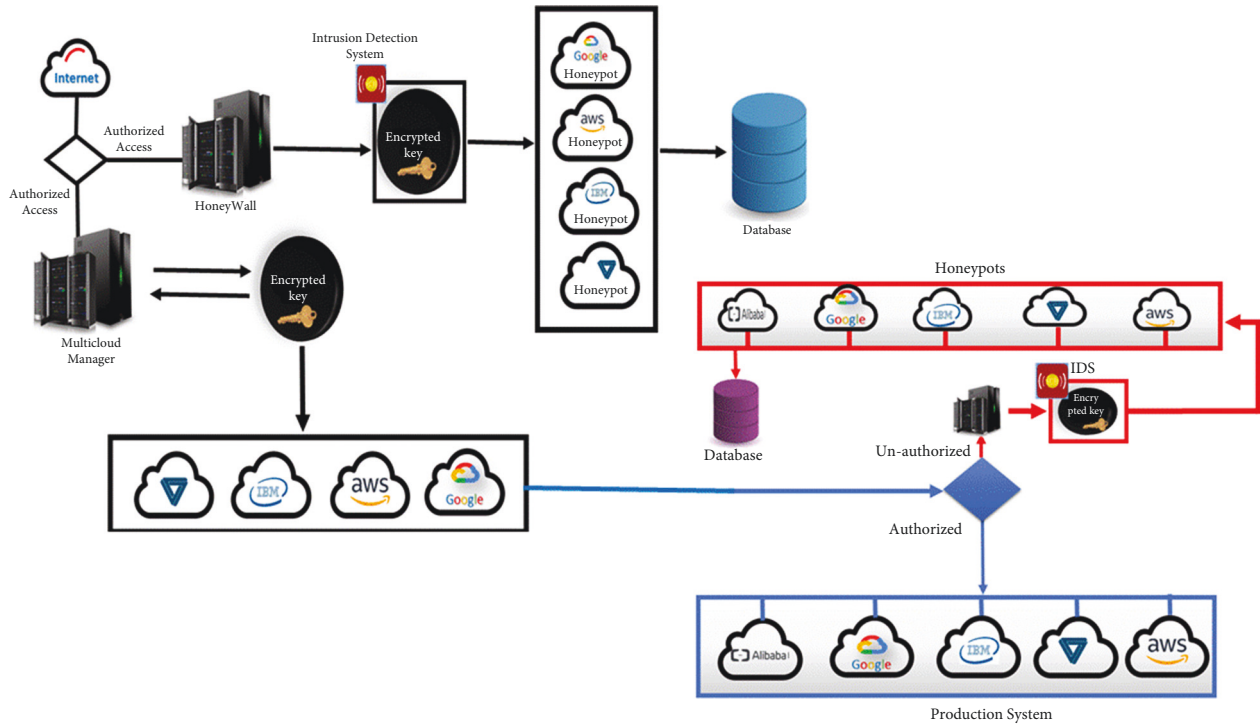 Internet
Authorized
Access
Authorized
Access
HoneyWall
Intrusion Detection
System
Encrypted
key
Google
Honeypot
aws
Honeypot
IBM
Honeypot
Honeypot
Database
Multicloud
Manager
Encrypted
key
IBM
aws
Google
Honeypots
Alibaba
Google
IBM
aws
Database
IDS
Encry
pted key
Un-authorized
Authorized
Alibaba
Google
IBM
aws
Production System